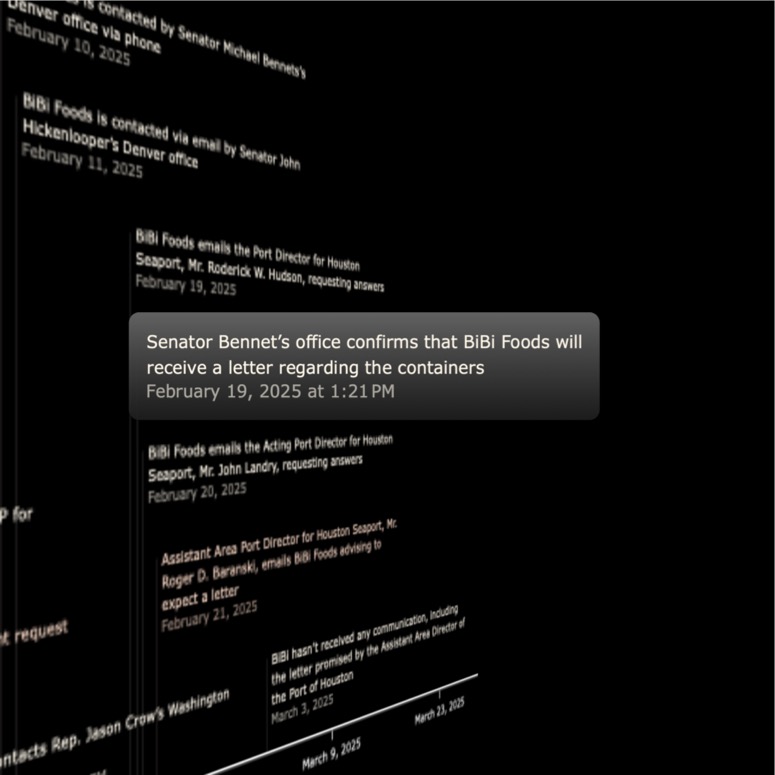 is contacted by Senator Michael Bennets's
Denver office via phone
February 10, 2025
BiBi Foods is contacted via email by Senator John
Hickenlooper's Denver office
February 11, 2025
BiBi Foods emails the Port Director for Houston
Seaport, Mr. Roderick W. Hudson, requesting answers
February 19, 2025
Senator Bennet’s office confirms that BiBi Foods will
receive a letter regarding the containers
February 19, 2025 at 1:21 PM
BiBi Foods emails the Acting Port Director for Houston
Seaport, Mr. John Landry, requesting answers
February 20, 2025
P for
Assistant Area Port Director for Houston Seaport, Mr.
Roger D. Baranski, emails BiBi Foods advising to
expect a letter
February 21, 2025
request
BiBi hasn't received any communication, including
the letter promised by the Assistant Area Director of
the Port of Houston
March 3, 2025
Rep. Jason Crow's Washington
March 9, 2025
March 23, 2025